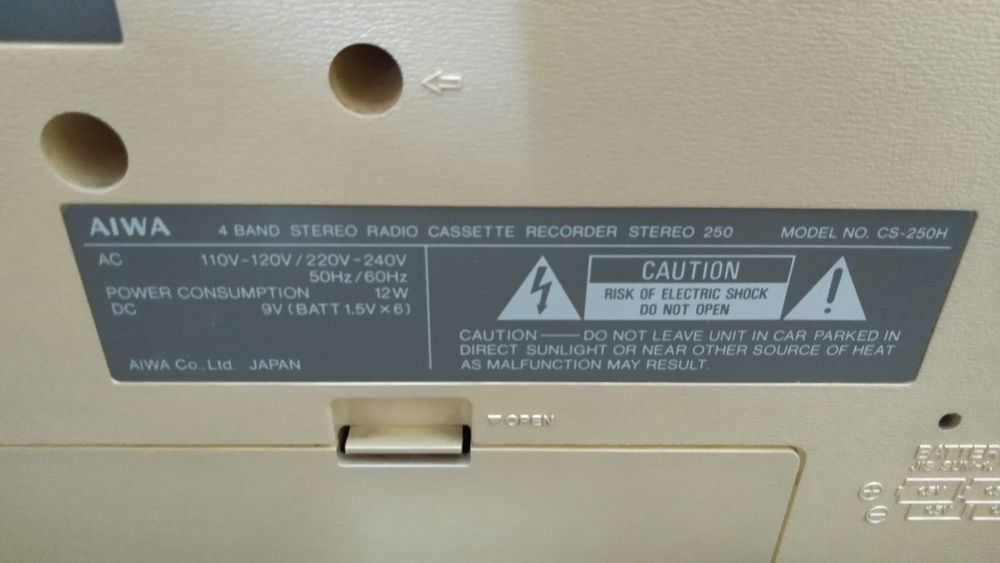 AIWA 4 BAND STEREO RADIO CASSETTE RECORDER STEREO 250 MODEL NO. CS-250H
AC 110V-120V/220V-240V
50Hz/60Hz
POWER CONSUMPTION 12W
DC 9V (BATT 1.5V×6)
AIWA Co., Ltd. JAPAN
CAUTION
RISK OF ELECTRIC SHOCK
DO NOT OPEN
CAUTION — DO NOT LEAVE UNIT IN CAR PARKED IN
DIRECT SUNLIGHT OR NEAR OTHER SOURCE OF HEAT
AS MALFUNCTION MAY RESULT.
OPEN